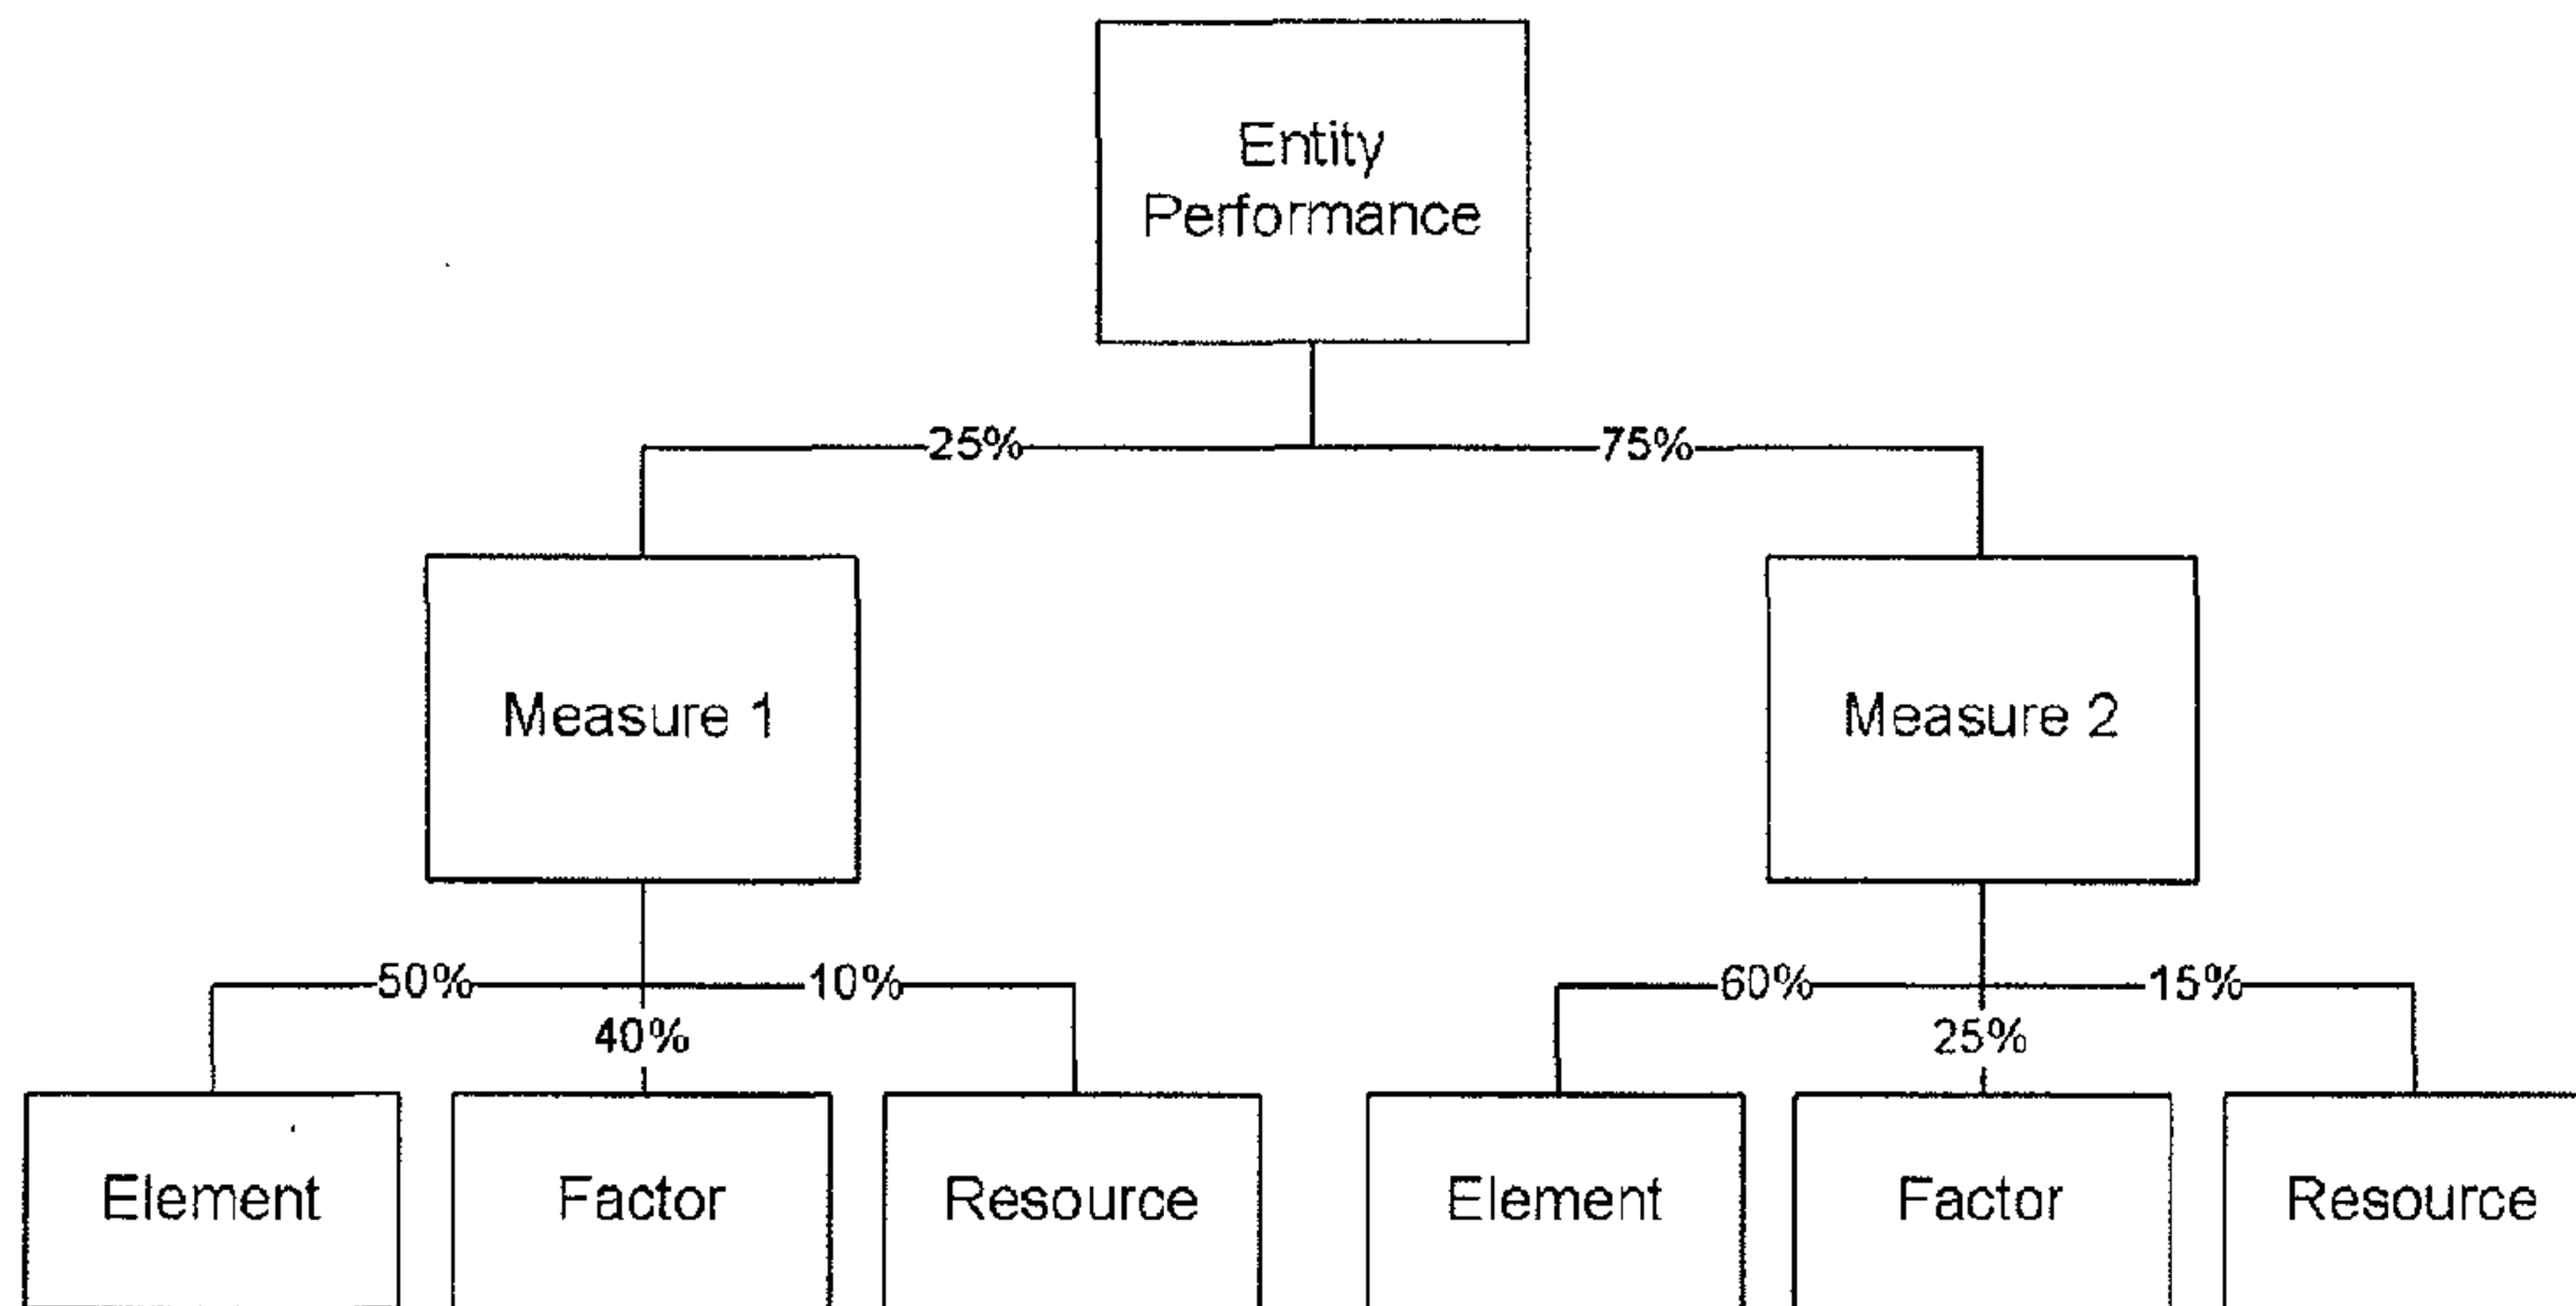 Entity
Performance
25%
75%
Measure 1
Measure 2
50%
10%
60%
15%
40%
25%
Element
Factor
Resource
Element
Factor
Resource